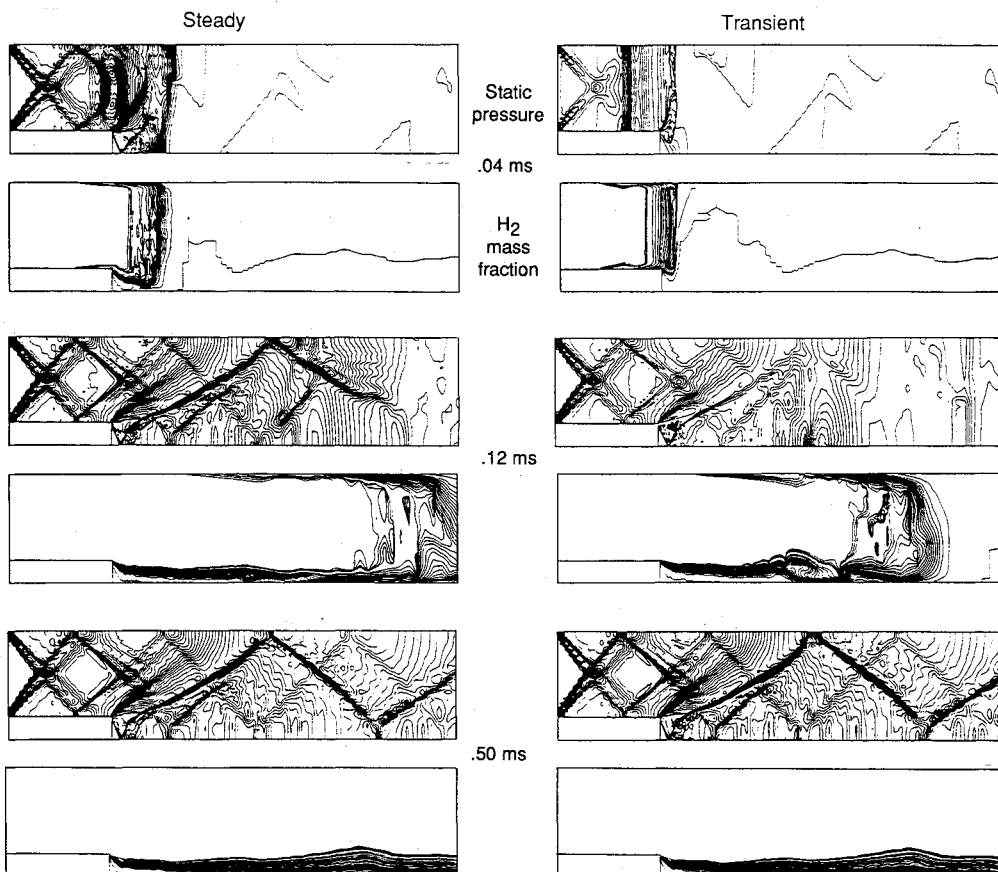 Steady
Transient
Static
pressure
.04 ms
H2
mass
fraction
.12 ms
.50 ms